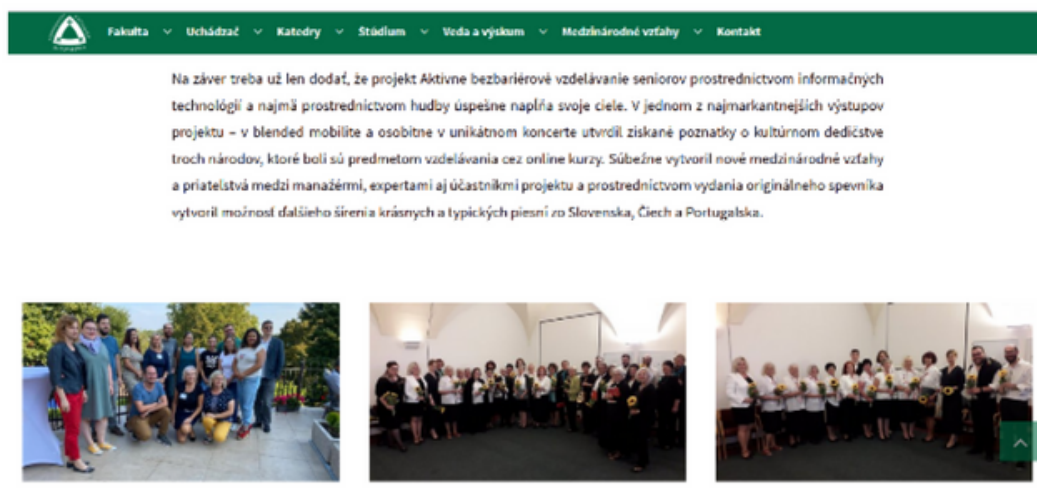 Fakulta Uchádzač Katedry Štúdium Veda a výskum Medzinárodné vzťahy Kontakt
Na záver treba už len dodať, že projekt Aktívne bezbariérové vzdelávanie seniorov prostredníctvom informačných
technológií a najmä prostredníctvom hudby úspešne napĺňa svoje ciele. V jednom z najmarkantnejších výstupov
projektu – v blended mobilite a osobitne v unikátnom koncerte utvrdil získané poznatky o kultúrnom dedičstve
troch národov, ktoré boli sú predmetom vzdelávania cez online kurzy. Súbežne vytvoril nové medzinárodné vzťahy
a priateľstvá medzi manažérmi, expertami aj účastníkmi projektu a prostredníctvom vydania originálneho spevníka
vytvoril možnosť ďalšieho šírenia krásnych a typických piesní zo Slovenska, Čiech a Portugalska.